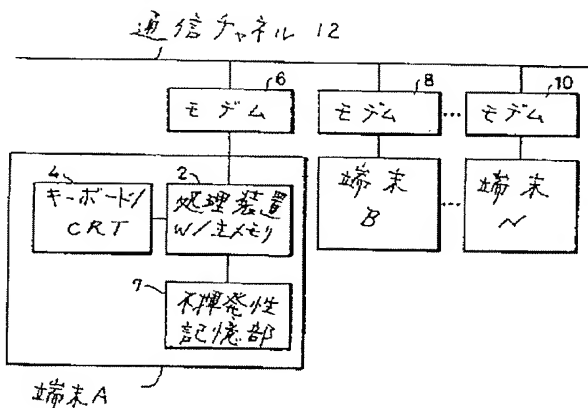 通信チャネル 12
6
モデム
8
モデム
10
モデム
4
キーボード/
CRT
2
処理装置
W/主メモリ
端末
B
端末
N
7
不揮発性
記憶部
端末A